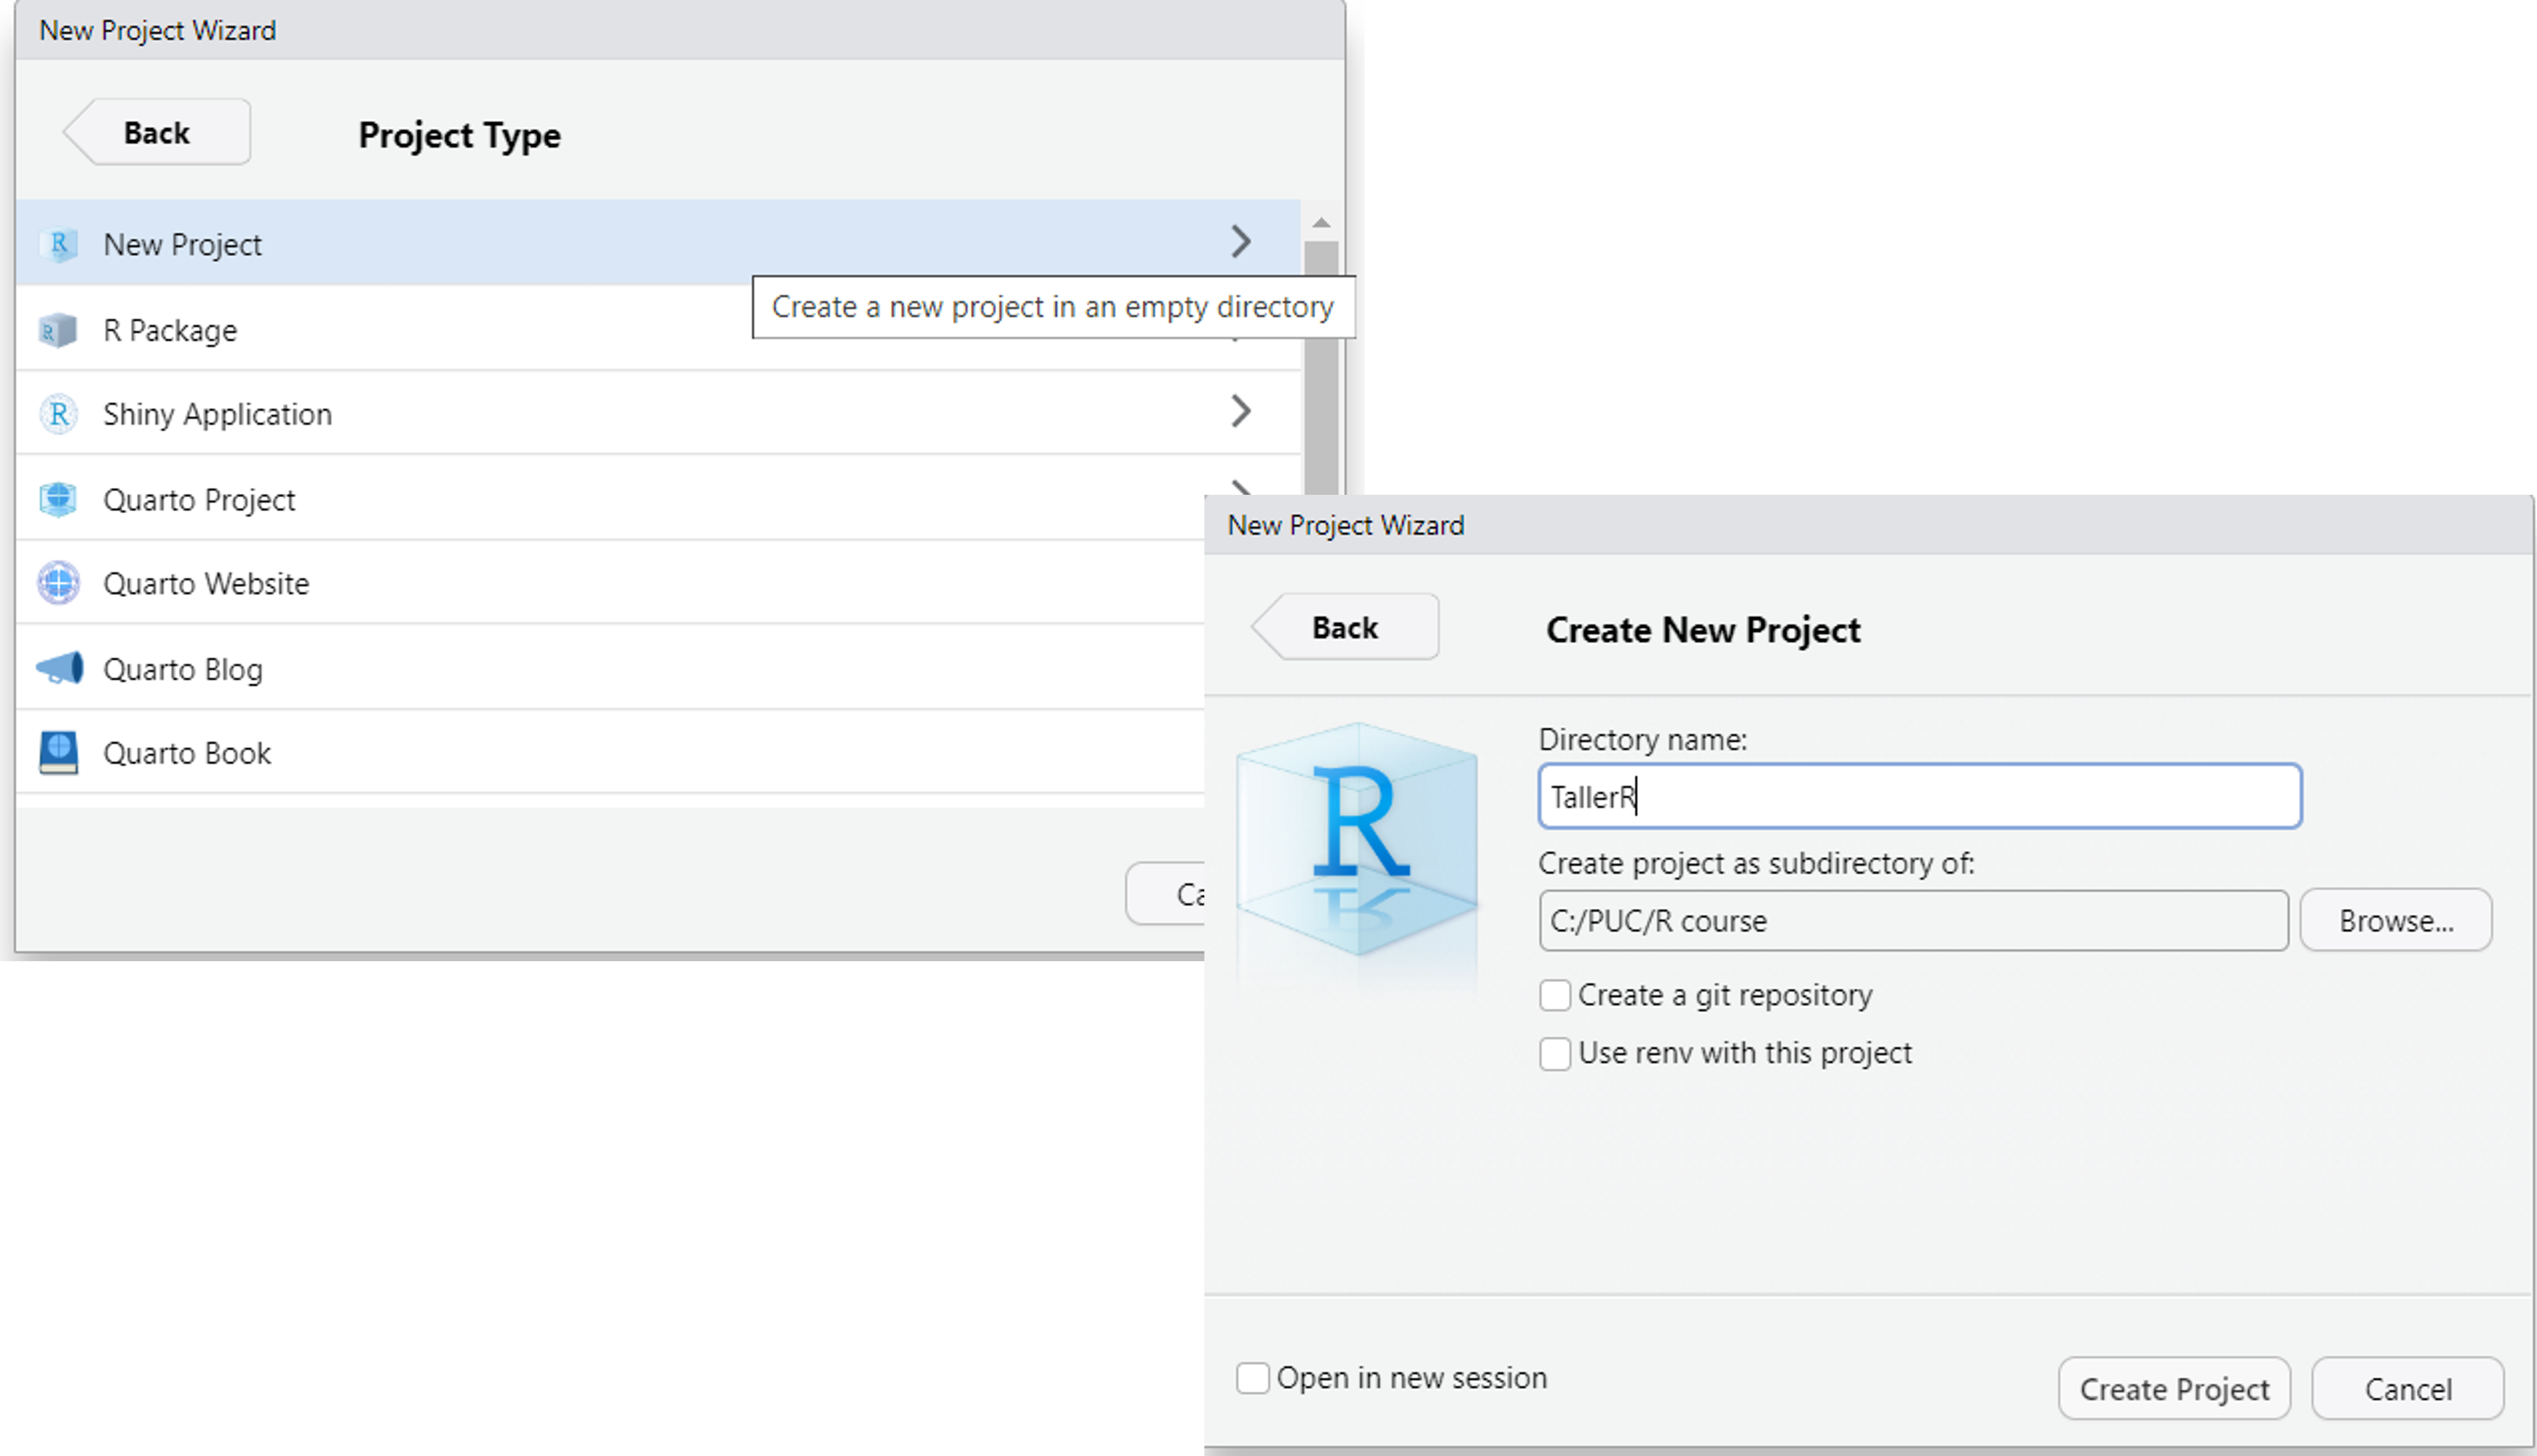 New Project Wizard
Back
Project Type
R New Project
Create a new project in an empty directory
R R Package
R Shiny Application
Quarto Project
Quarto Website
Quarto Blog
Quarto Book
New Project Wizard
Back
Create New Project
R
Directory name:
TallerR
Create project as subdirectory of:
C:/PUC/R course
Browse...
Create a git repository
Use renv with this project
Open in new session
Create Project
Cancel